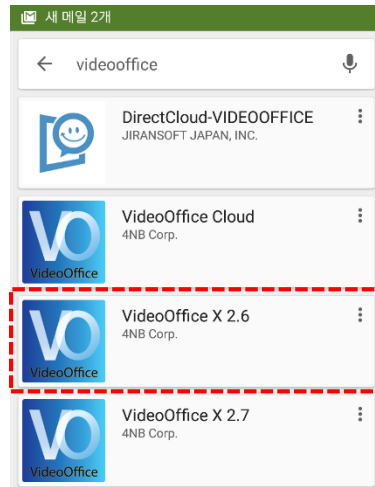 새 메일 2개
videooffice
DirectCloud-VIDEOOFFICE
JIRANSOFT JAPAN, INC.
VO
VideoOffice
VideoOffice Cloud
4NB Corp.
VO
VideoOffice
VideoOffice X 2.6
4NB Corp.
VO
VideoOffice
VideoOffice X 2.7
4NB Corp.